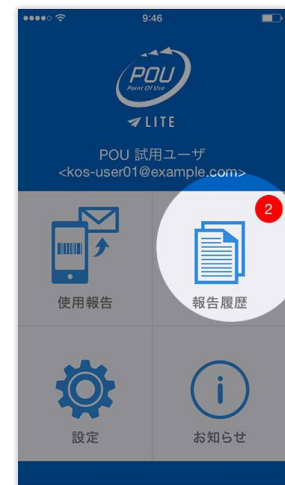 9:46
POU
Point Of Use
LITE
POU 試用ユーザ
<kos-user01@example.com>
2
使用報告
報告履歴
設定
お知らせ